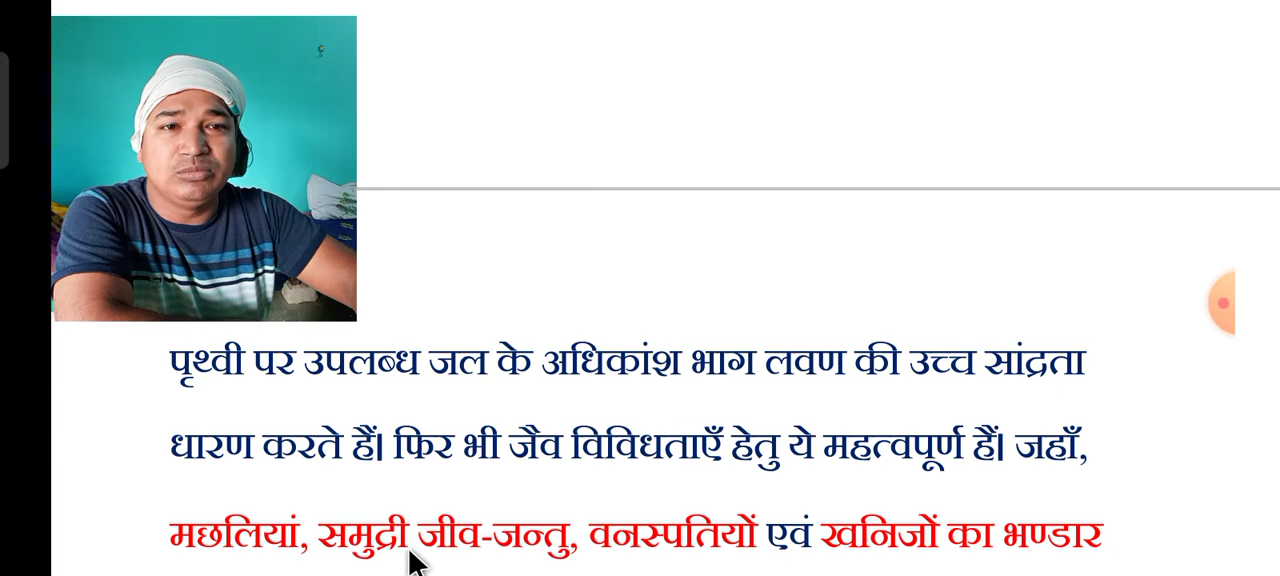 पृथ्वी पर उपलब्ध जल के अधिकांश भाग लवण की उच्च सांद्रता
धारण करते हैं। फिर भी जैव विविधताएँ हेतु ये महत्वपूर्ण हैं। जहाँ,
मछलियां, समुद्री जीव-जन्तु, वनस्पतियों एवं खनिजों का भण्डार